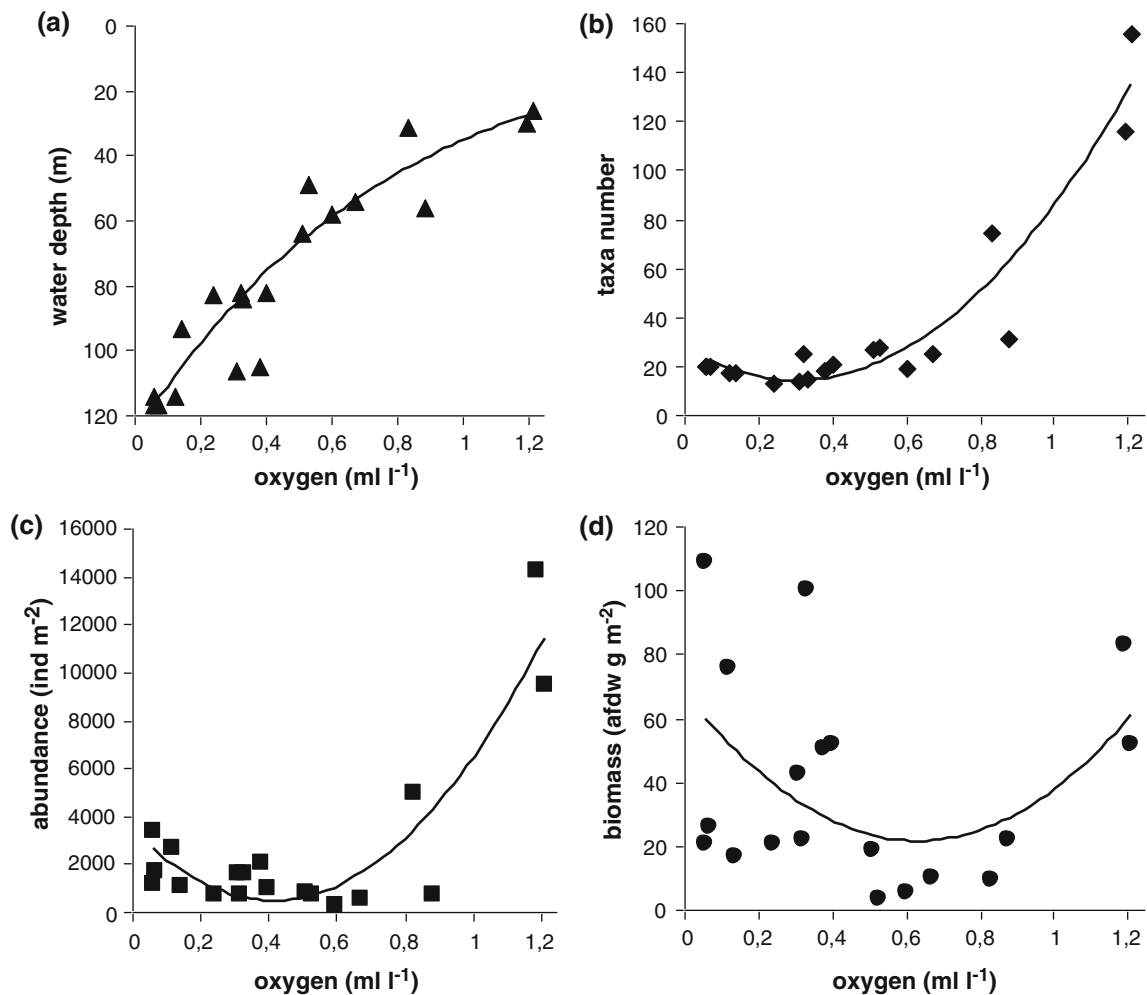 (a)
0
20
40
60
80
100
120
water depth (m)
0 0,2 0,4 0,6 0,8 1 1,2
oxygen (ml l-1)
(b)
160
140
120
100
80
60
40
20
0
taxa number
0 0,2 0,4 0,6 0,8 1 1,2
oxygen (ml l-1)
(c)
16000
14000
12000
10000
8000
6000
4000
2000
0
abundance (ind m-2)
0 0,2 0,4 0,6 0,8 1 1,2
oxygen (ml l-1)
(d)
120
100
80
60
40
20
0
biomass (afdw g m-2)
0 0,2 0,4 0,6 0,8 1 1,2
oxygen (ml l-1)